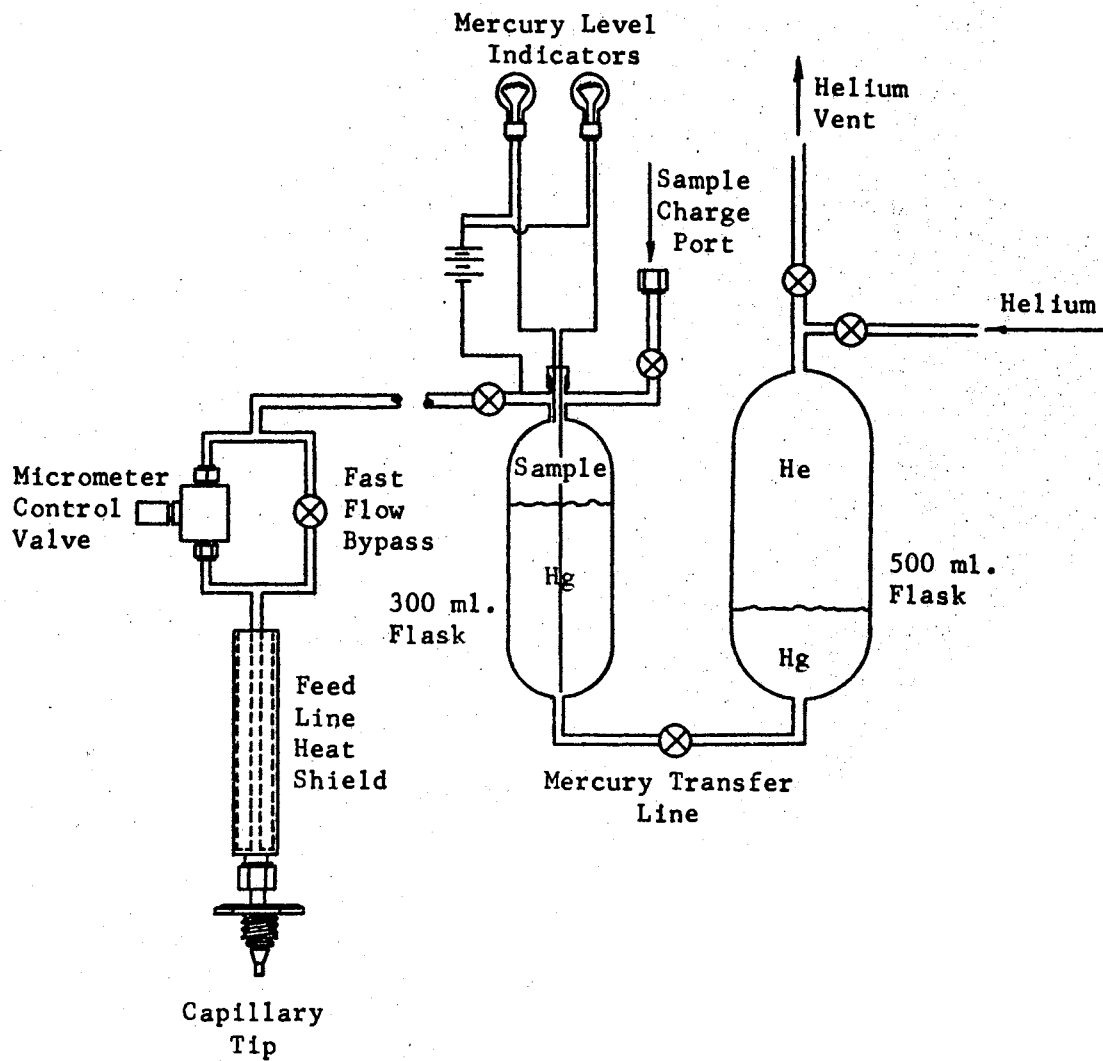 Mercury Level
Indicators
Helium
Vent
Sample
Charge
Port
Helium
Micrometer
Control
Valve
Fast
Flow
Bypass
Sample
Hg
300 ml.
Flask
He
Hg
500 ml.
Flask
Feed
Line
Heat
Shield
Mercury Transfer
Line
Capillary
Tip